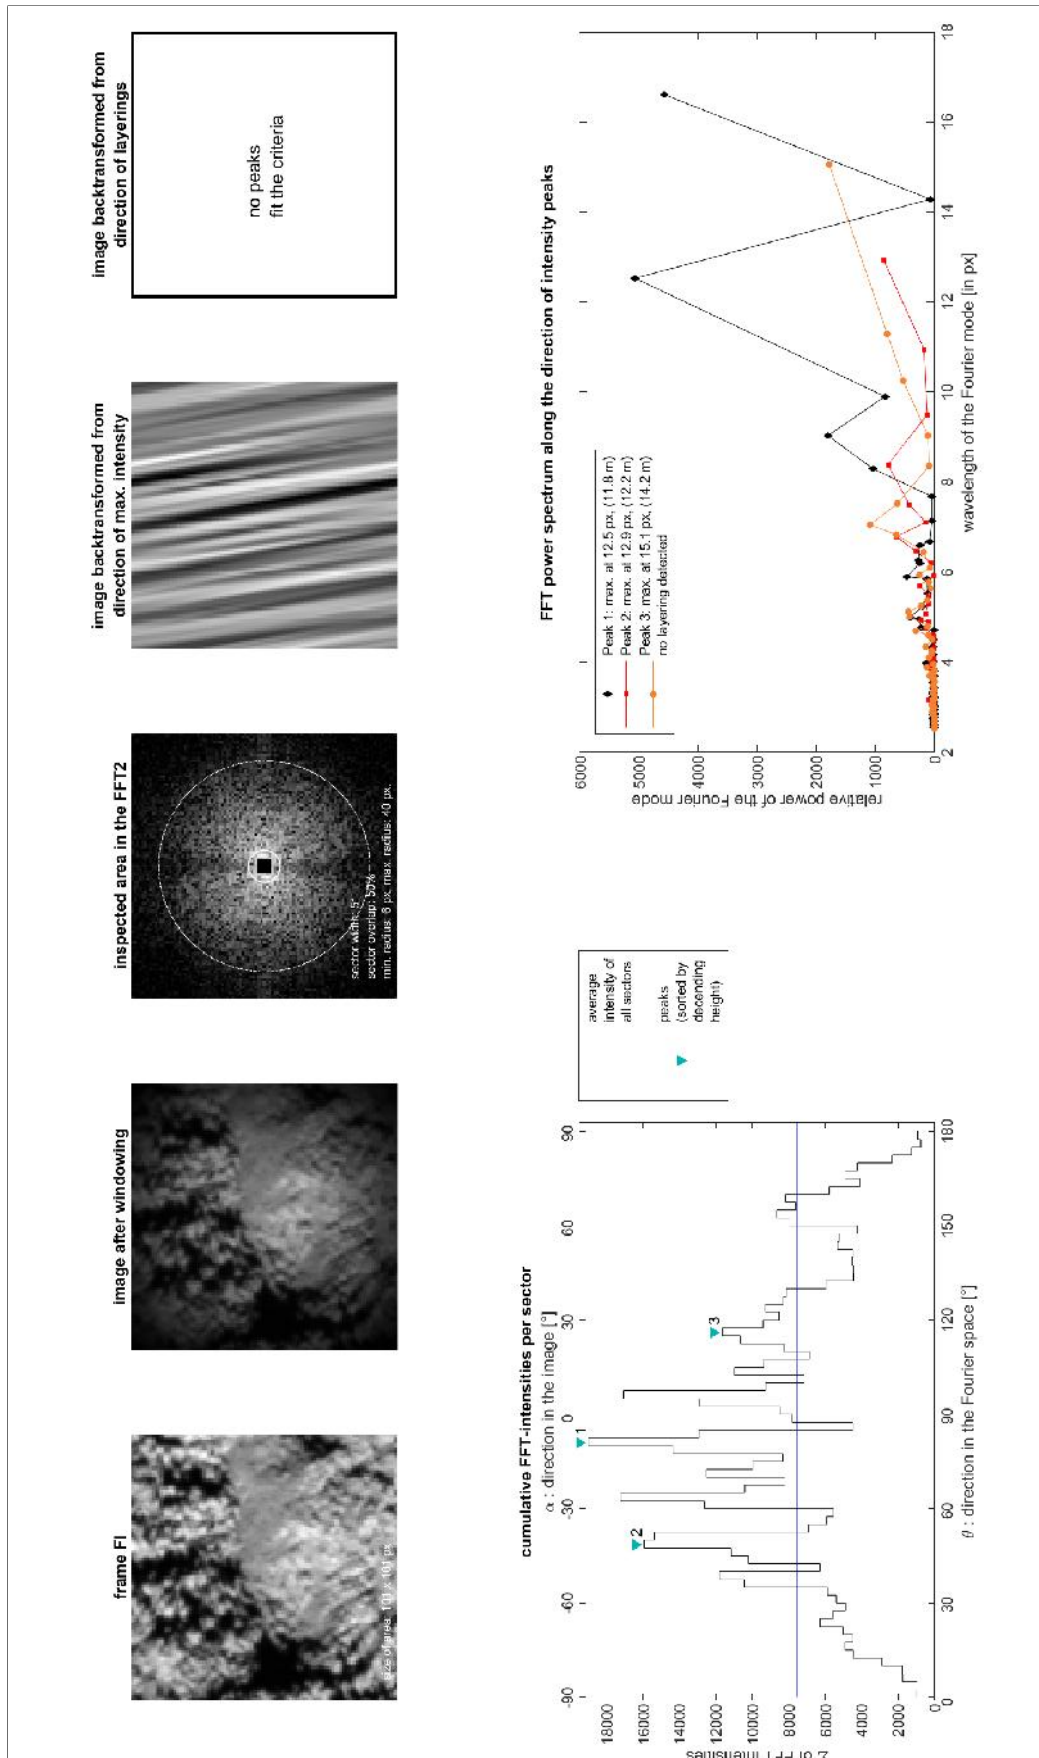 frame FI
size of area: 101 x 101 px
image after windowing
inspected area in the FFT2
sector width: 5°
sector overlap: 50%
min. radius: 6 px, max. radius: 40 px
image backtransformed from
direction of max. intensity
image backtransformed from
direction of layerings
no peaks
fit the criteria
cumulative FFT-intensities per sector
α : direction in the image [°]
-90 -60 -30 0 30 60 90
18000
16000
14000
12000
10000
8000
6000
4000
2000
1
2
3
0 30 60 90 120 150 180
θ : direction in the Fourier space [°]
average
intensity of
all sectors
peaks
(sorted by
decending
height)
FFT power spectrum along the direction of intensity peaks
relative power of the Fourier mode
6000
5000
4000
3000
2000
1000
0
Peak 1: max. at 12.5 px, (11.8 m)
Peak 2: max. at 12.9 px, (12.2 m)
Peak 3: max. at 15.1 px, (14.2 m)
no layering detected
2 4 6 8 10 12 14 16 18
wavelength of the Fourier mode [in px]